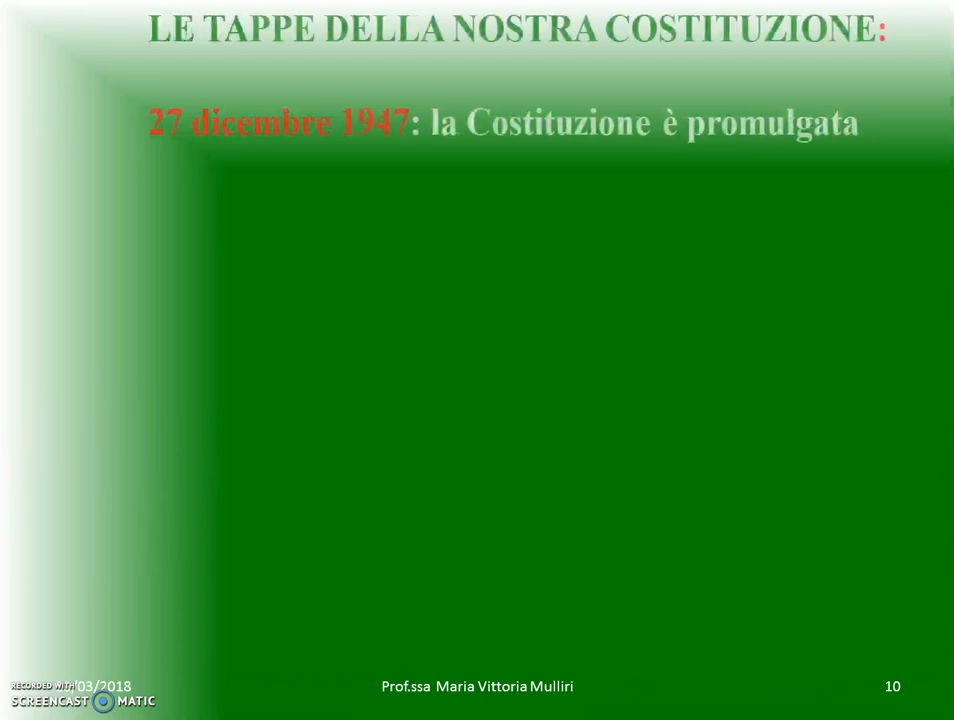 LE TAPPE DELLA NOSTRA COSTITUZIONE:
27 dicembre 1947: la Costituzione è promulgata
RECORDED WITH
/03/2018
Prof.ssa Maria Vittoria Mulliri
10
SCREENCAST MATIC